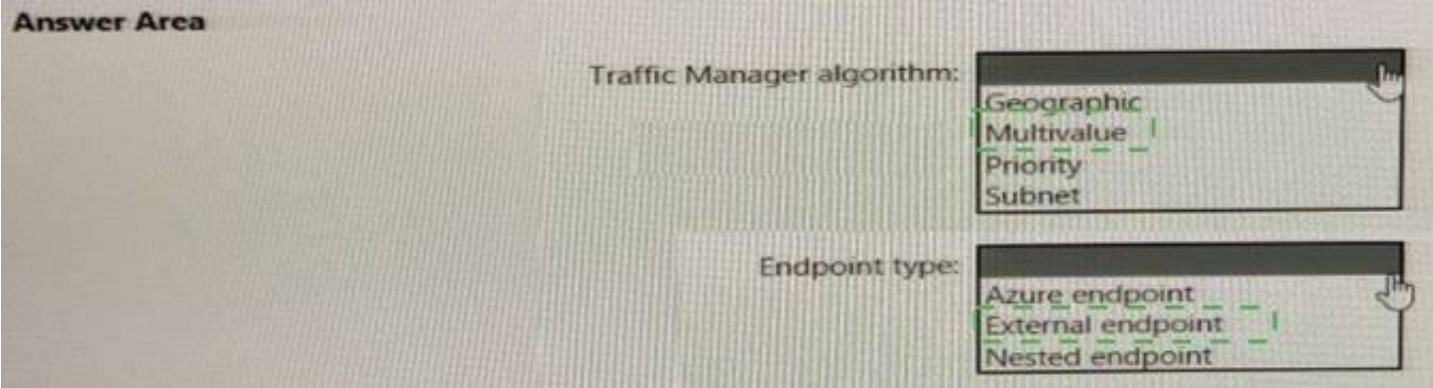 Answer Area
Traffic Manager algorithm:
Geographic
Multivalue
Priority
Subnet
Endpoint type:
Azure endpoint
External endpoint
Nested endpoint